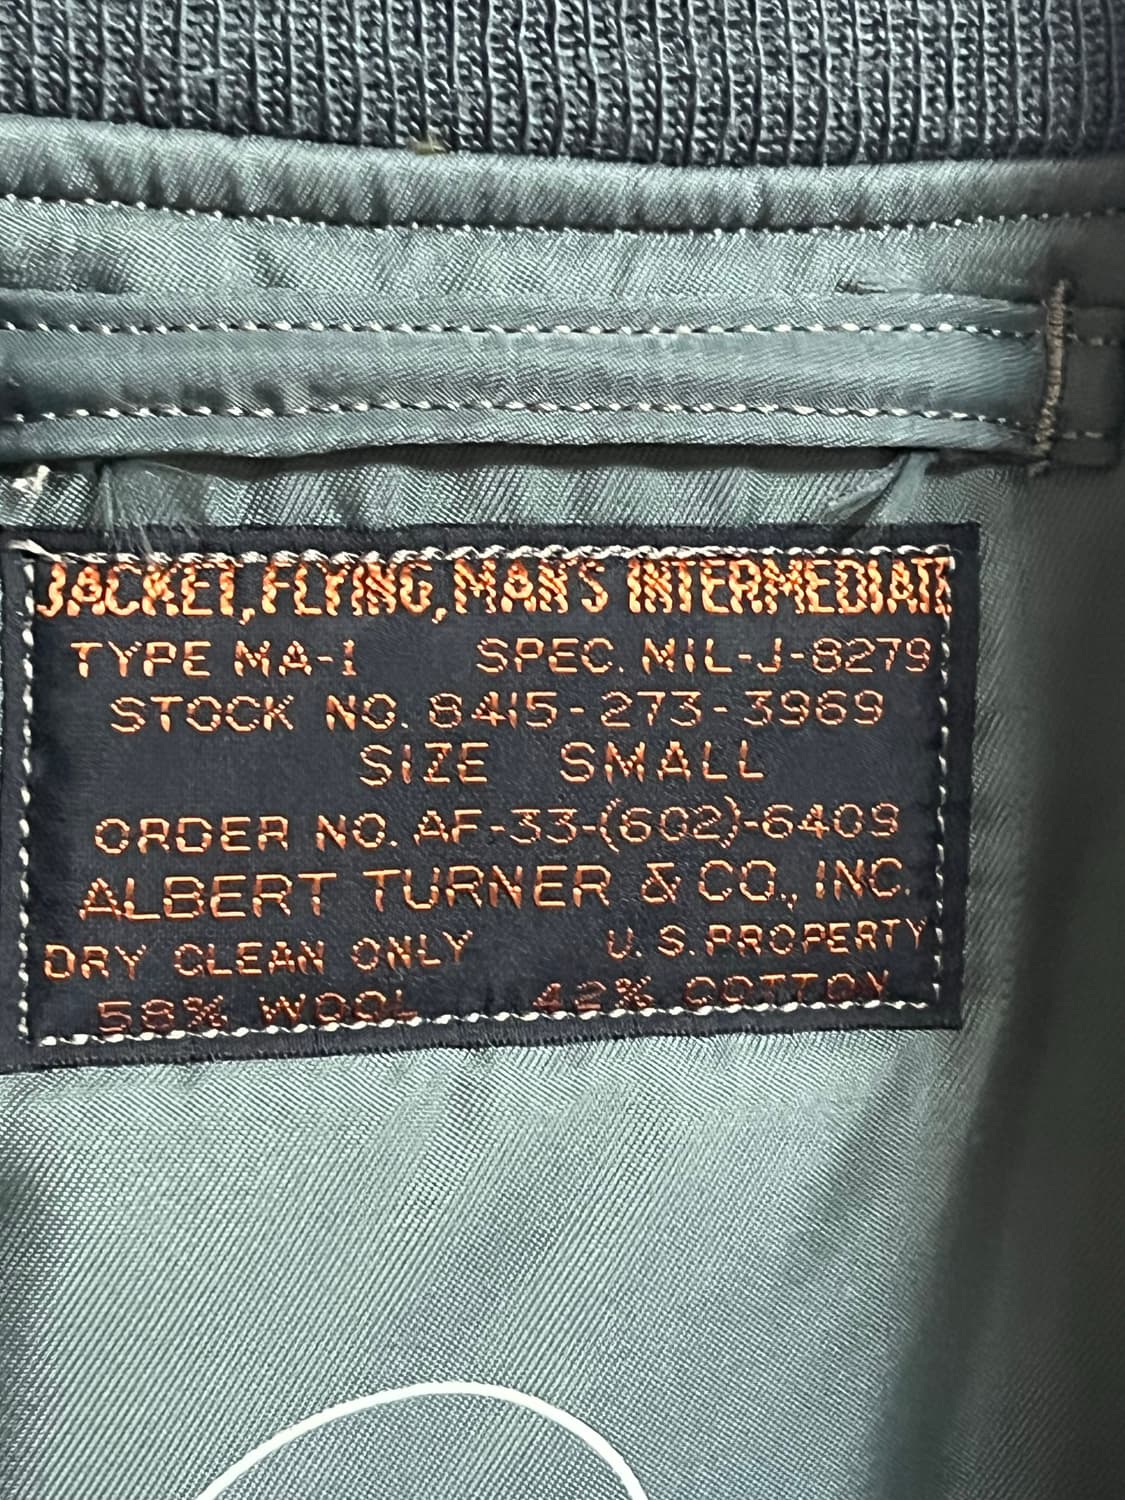 JACKET, FLYING, MAN'S INTERMEDIATE
TYPE MA-1 SPEC. MIL-J-8279
STOCK NO. 8415-273-3969
SIZE SMALL
ORDER NO. AF-33-(602)-6409
ALBERT TURNER & CO., INC.
DRY CLEAN ONLY U.S. PROPERTY
58% WOOL 42% COTTON